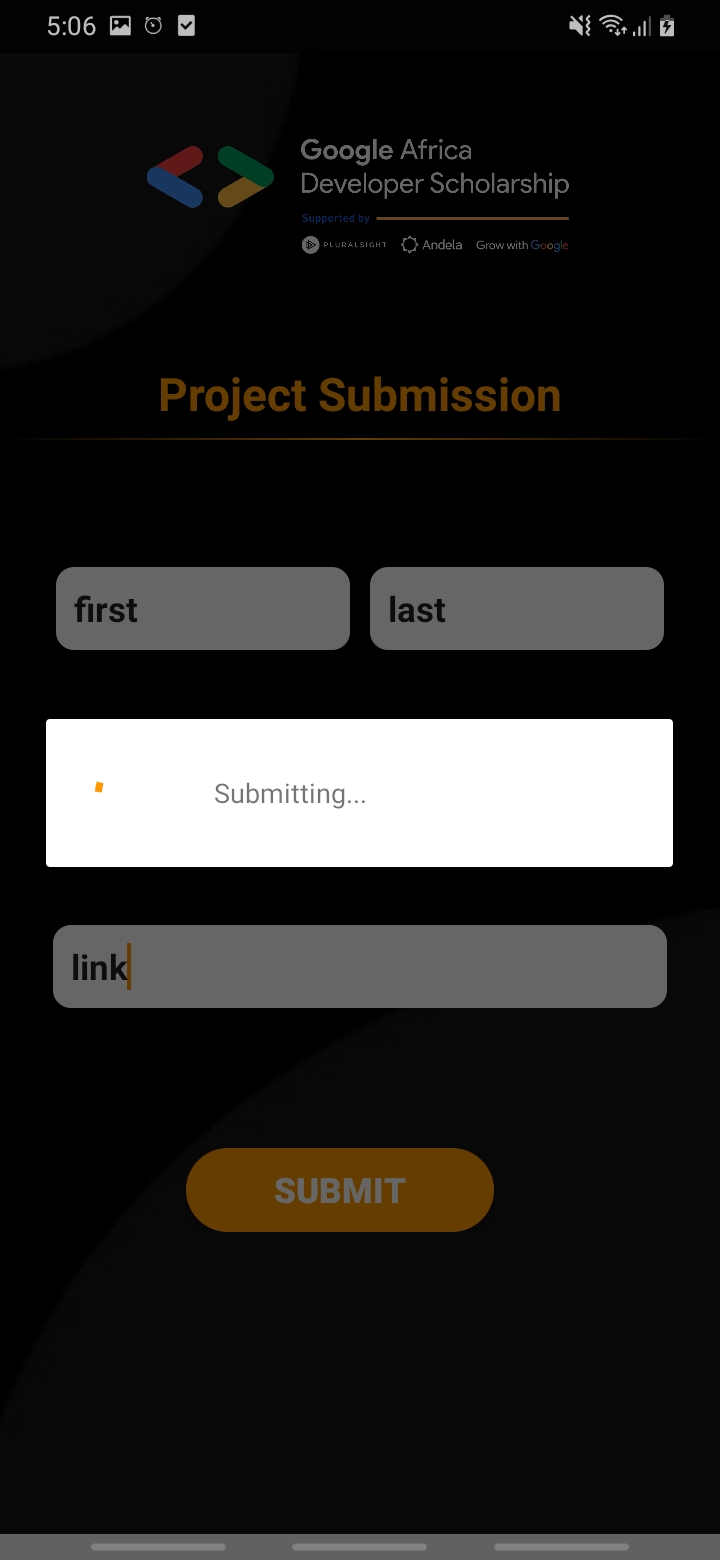 5:06
Google Africa
Developer Scholarship
Supported by
PLURALSIGHT Andela Grow with Google
Project Submission
first last
Submitting...
link
SUBMIT